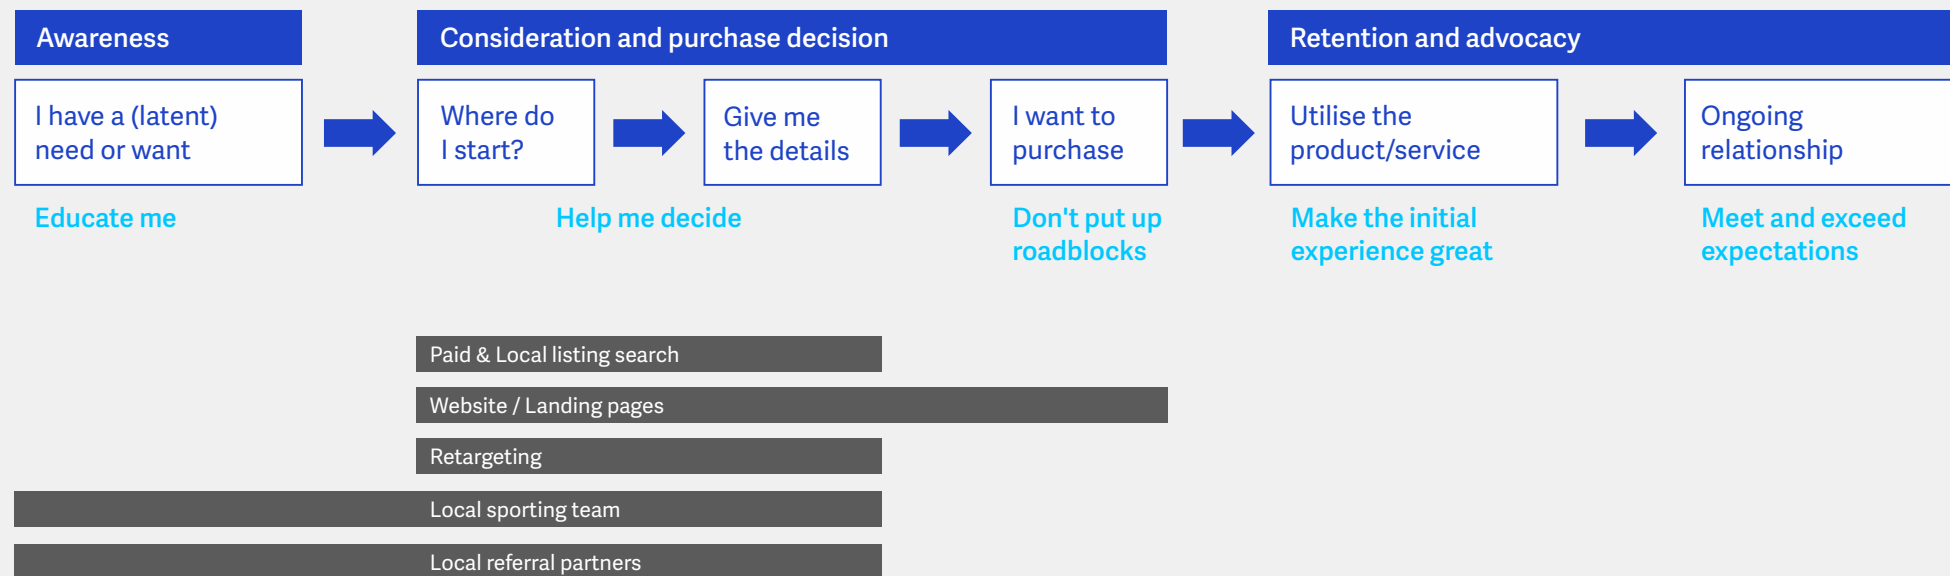 Awareness
Consideration and purchase decision
Retention and advocacy
I have a (latent)
need or want
Where do
I start?
Give me
the details
I want to
purchase
Utilise the
product/service
Ongoing
relationship
Educate me
Help me decide
Don't put up
roadblocks
Make the initial
experience great
Meet and exceed
expectations
Paid & Local listing search
Website / Landing pages
Retargeting
Local sporting team
Local referral partners